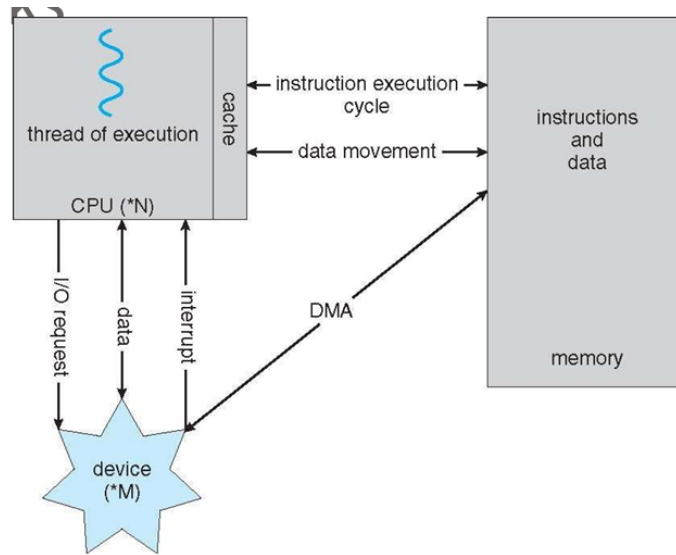 thread of execution
cache
CPU (*N)
instruction execution
cycle
data movement
instructions
and
data
memory
I/O request
data
interrupt
DMA
device
(*M)